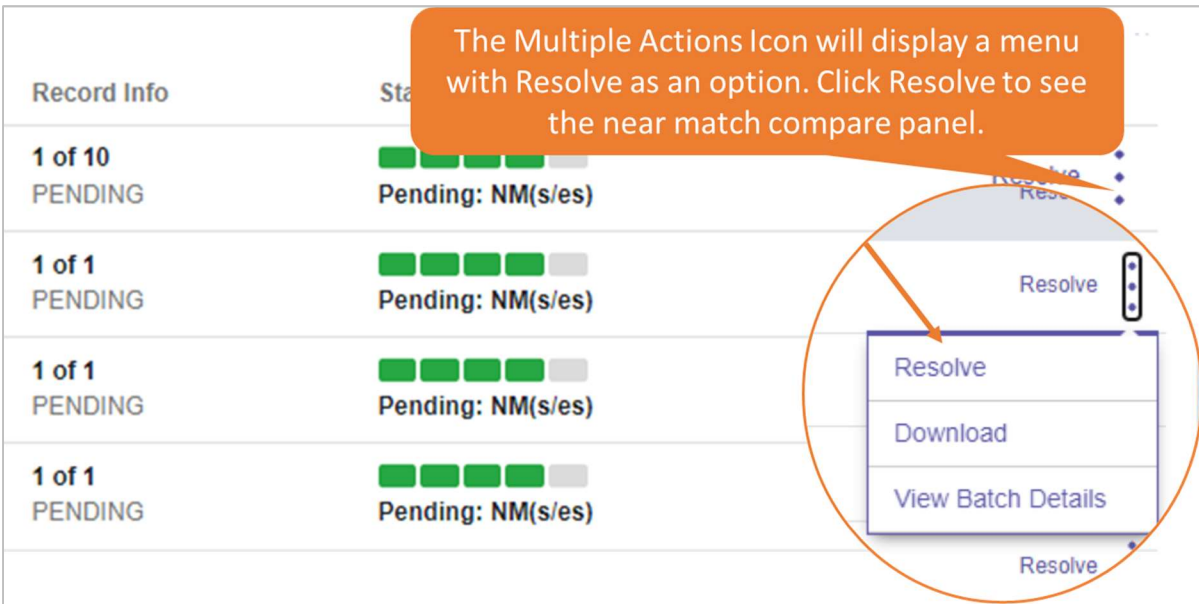 The Multiple Actions Icon will display a menu
with Resolve as an option. Click Resolve to see
the near match compare panel.
Record Info
1 of 10
PENDING
Pending: NM(s/es)
Resolve
1 of 1
PENDING
Pending: NM(s/es)
Resolve
1 of 1
PENDING
Pending: NM(s/es)
Resolve
Download
View Batch Details
1 of 1
PENDING
Pending: NM(s/es)
Resolve